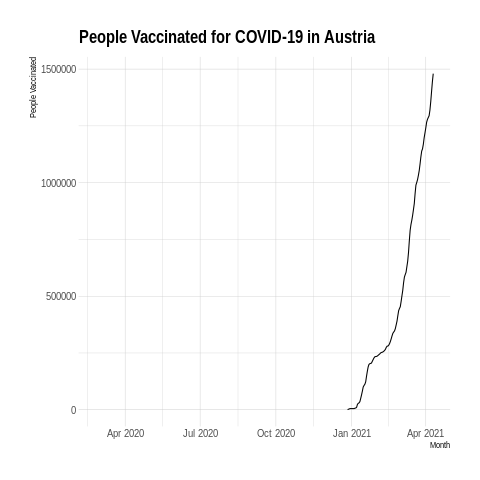 People Vaccinated for COVID-19 in Austria
People Vaccinated
1500000
1000000
500000
0
Apr 2020 Jul 2020 Oct 2020 Jan 2021 Apr 2021
Month